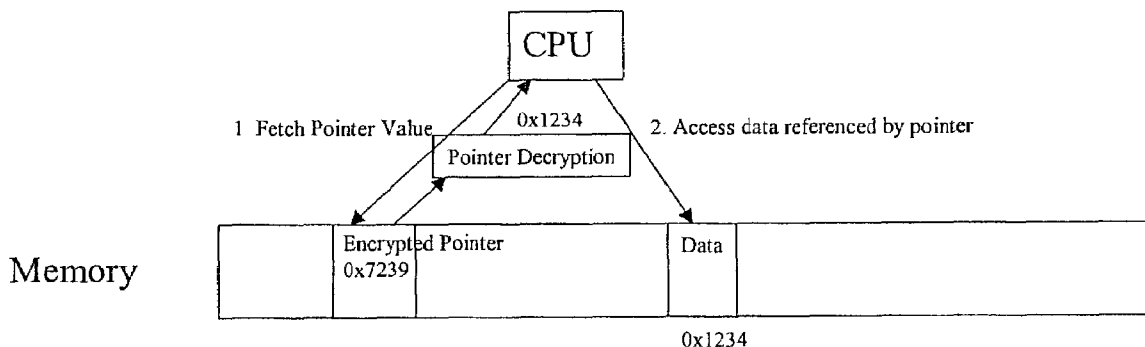 CPU
1 Fetch Pointer Value
0x1234
2. Access data referenced by pointer
Pointer Decryption
Memory
Encrypted Pointer
0x7239
Data
0x1234